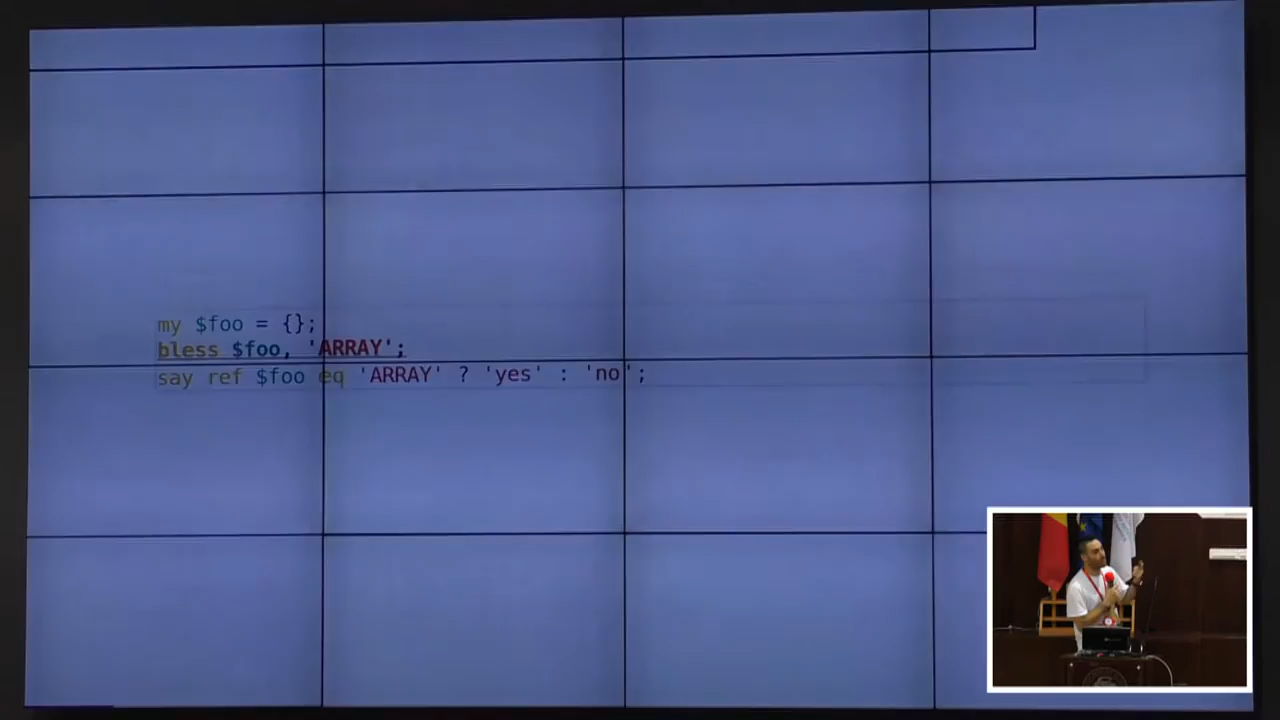 my $foo = {};
bless $foo, 'ARRAY';
say ref $foo eq 'ARRAY' ? 'yes' : 'no';